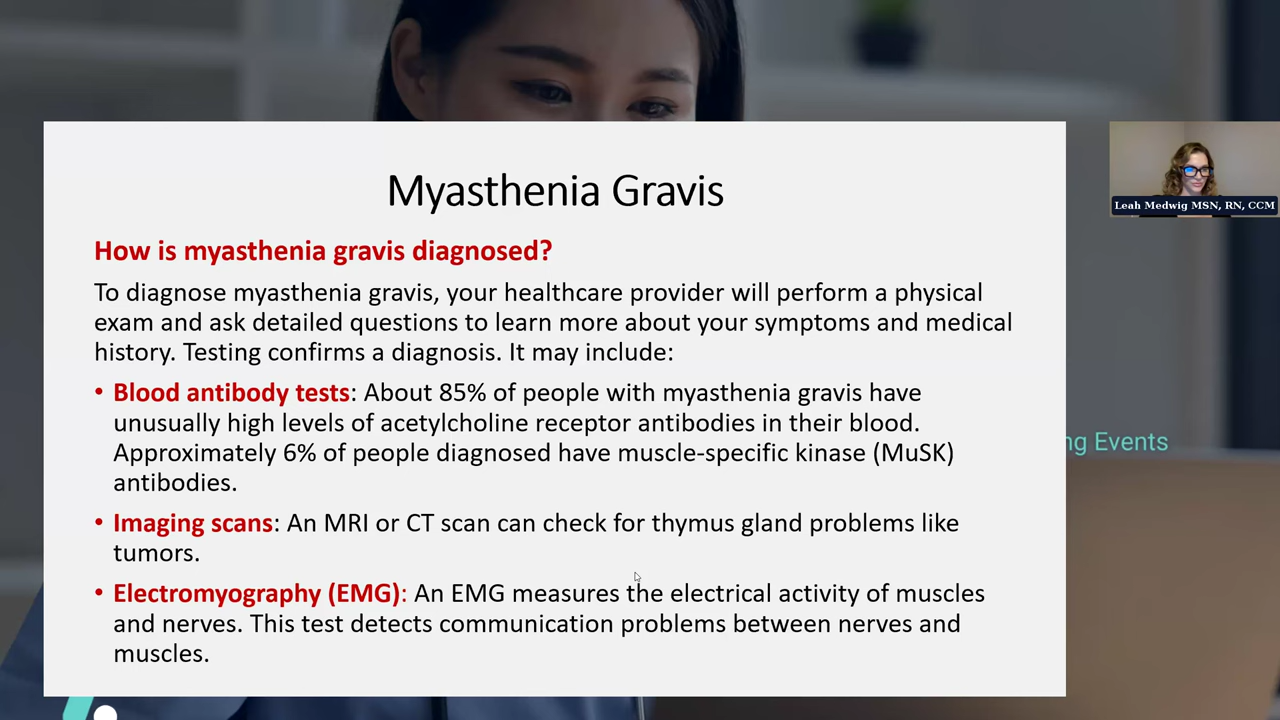 Myasthenia Gravis
How is myasthenia gravis diagnosed?
To diagnose myasthenia gravis, your healthcare provider will perform a physical
exam and ask detailed questions to learn more about your symptoms and medical
history. Testing confirms a diagnosis. It may include:
• Blood antibody tests: About 85% of people with myasthenia gravis have
unusually high levels of acetylcholine receptor antibodies in their blood.
Approximately 6% of people diagnosed have muscle-specific kinase (MuSK)
antibodies.
• Imaging scans: An MRI or CT scan can check for thymus gland problems like
tumors.
• Electromyography (EMG): An EMG measures the electrical activity of muscles
and nerves. This test detects communication problems between nerves and
muscles.
Leah Medwig MSN, RN, CCM
ng Events